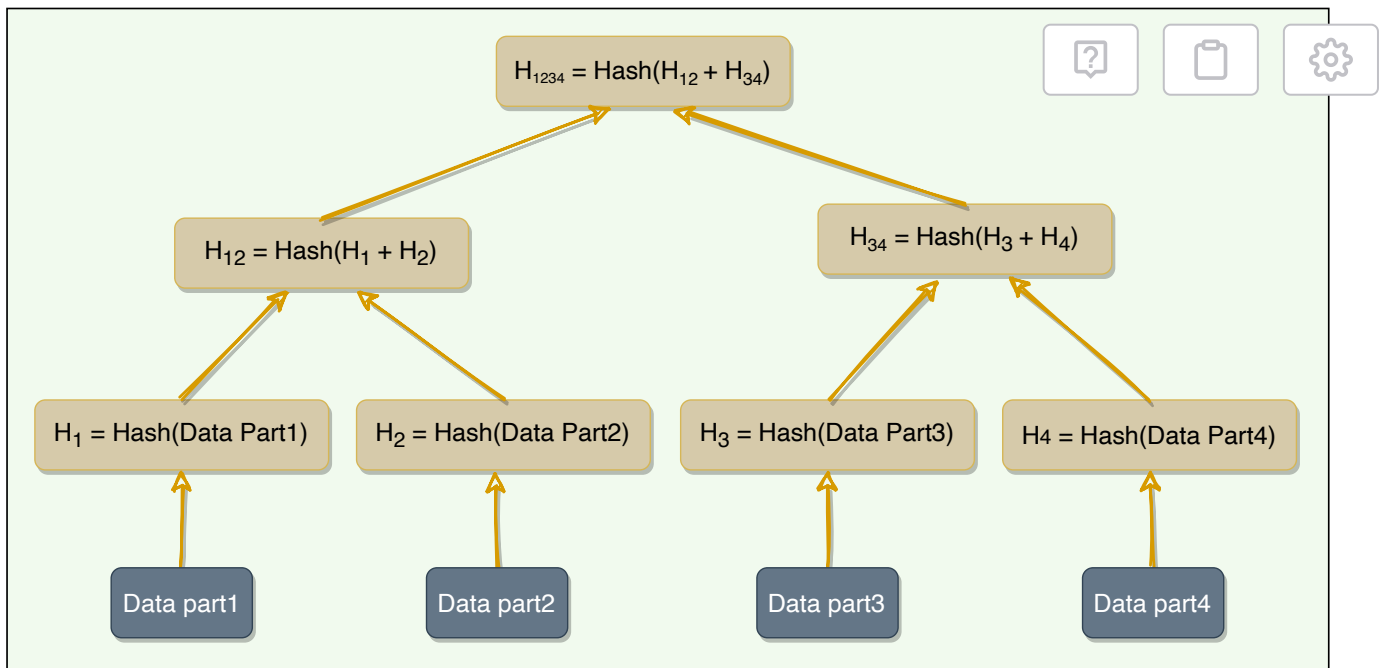 H₁₂₃₄ = Hash(H₁₂ + H₃₄)
?
H₁₂ = Hash(H₁ + H₂)
H₃₄ = Hash(H₃ + H₄)
H₁ = Hash(Data Part1)
H₂ = Hash(Data Part2)
H₃ = Hash(Data Part3)
H4 = Hash(Data Part4)
Data part1
Data part2
Data part3
Data part4